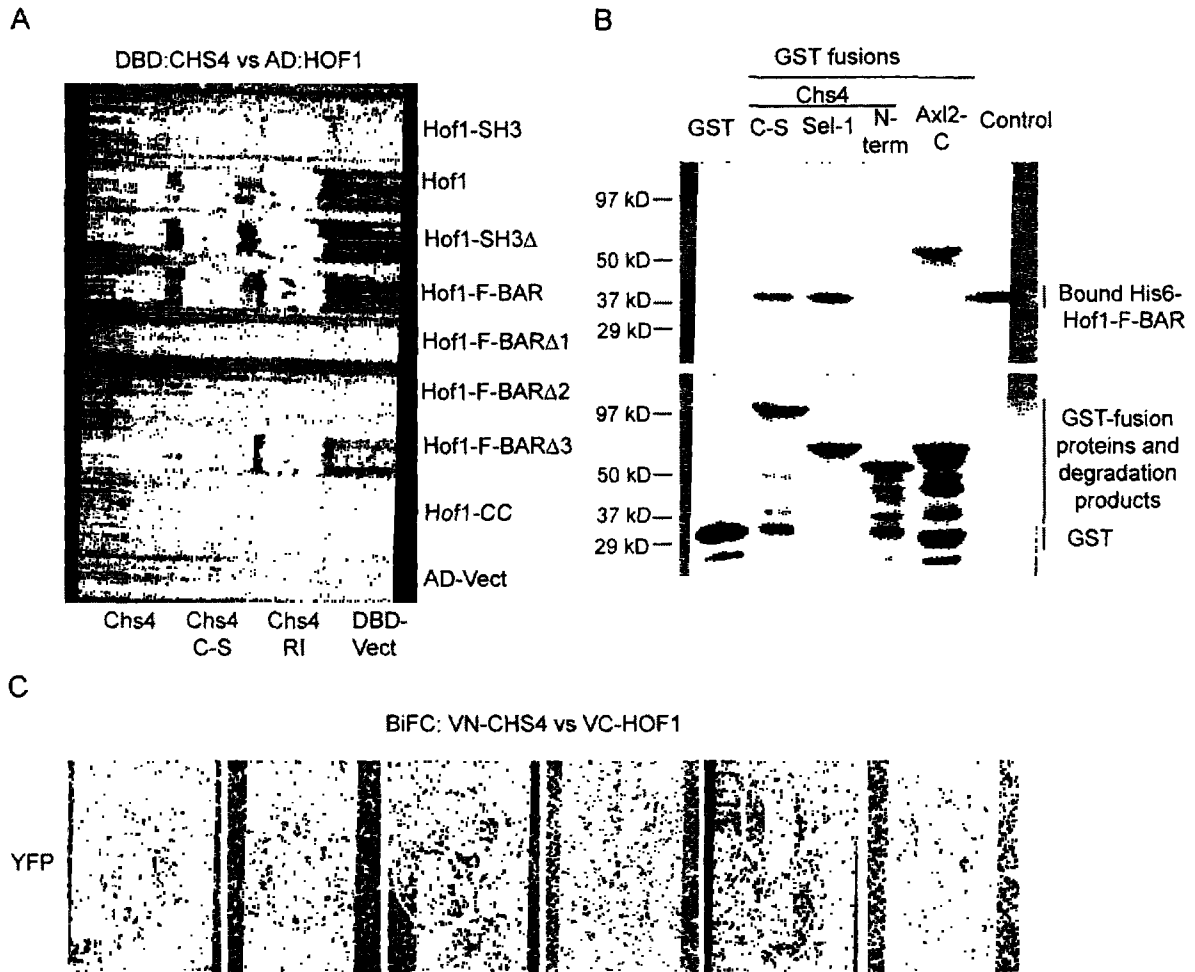 A
DBD:CHS4 vs AD:HOF1
Hof1-SH3
Hof1
Hof1-SH3Δ
Hof1-F-BAR
Hof1-F-BARΔ1
Hof1-F-BARΔ2
Hof1-F-BARΔ3
Hof1-CC
AD-Vect
Chs4
Chs4
C-S
Chs4
RI
DBD-
Vect
B
GST fusions
Chs4
GST
C-S
Sel-1
N-
term
Axl2-
C
Control
97 kD
50 kD
37 kD
29 kD
Bound His6-
Hof1-F-BAR
97 kD
50 kD
37 kD
29 kD
GST-fusion
proteins and
degradation
products
GST
C
BiFC: VN-CHS4 vs VC-HOF1
YFP